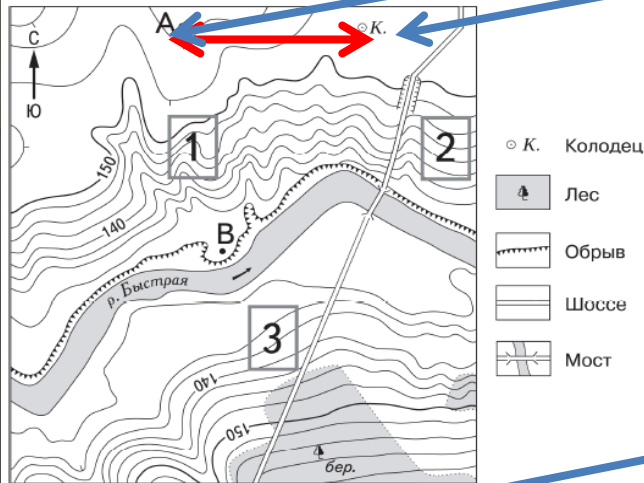 А
К.
С
Ю
1
2
150
140
В
р. Быстрая
3
140
150
бер.
К. Колодец
Лес
Обрыв
Шоссе
Мост